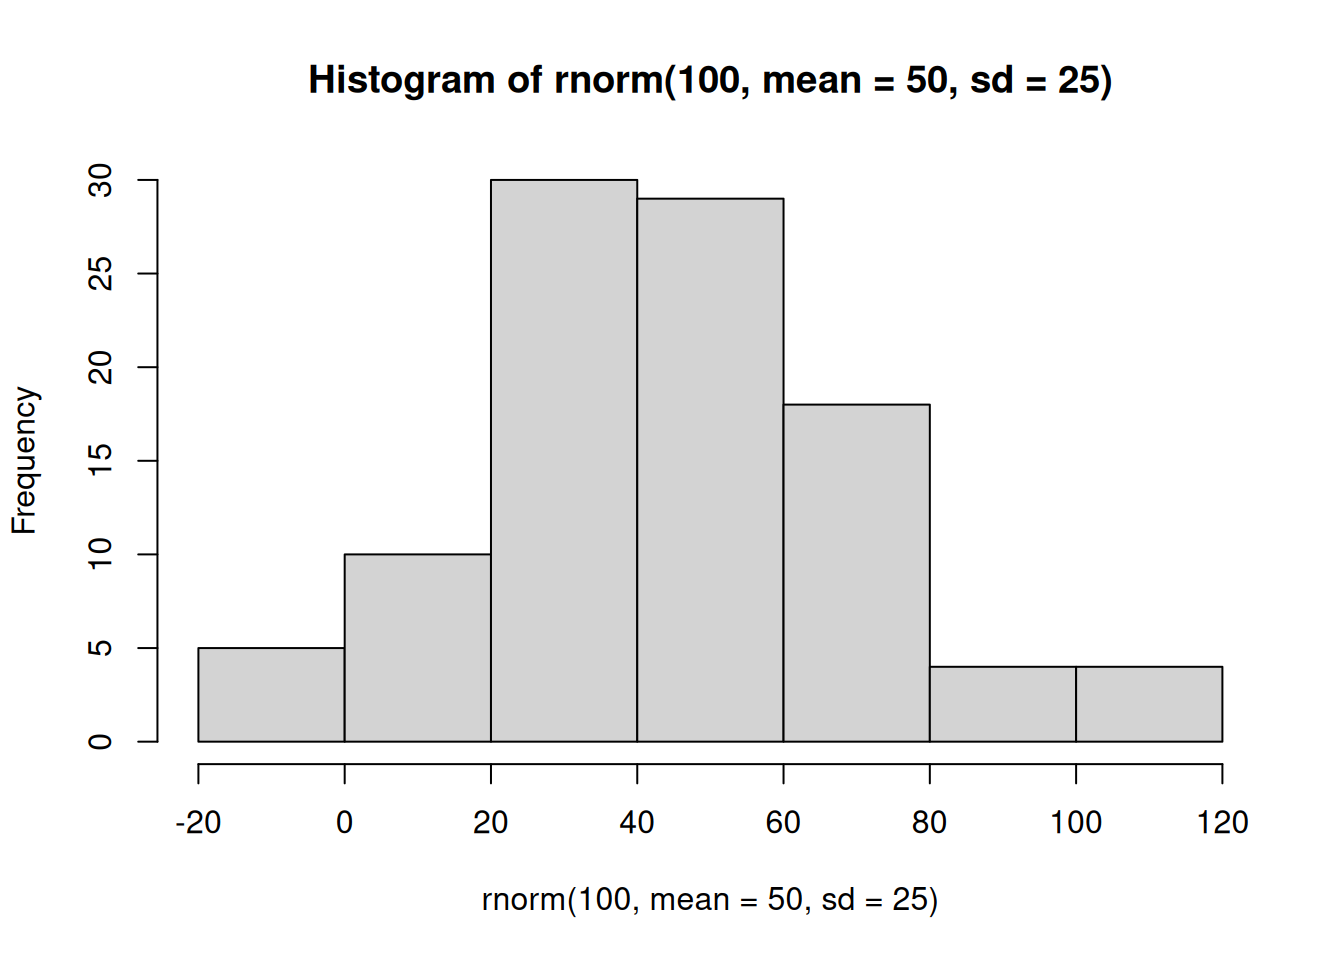 Histogram of rnorm(100, mean = 50, sd = 25)
Frequency
30
25
20
15
10
5
0
-20 0 20 40 60 80 100 120
rnorm(100, mean = 50, sd = 25)